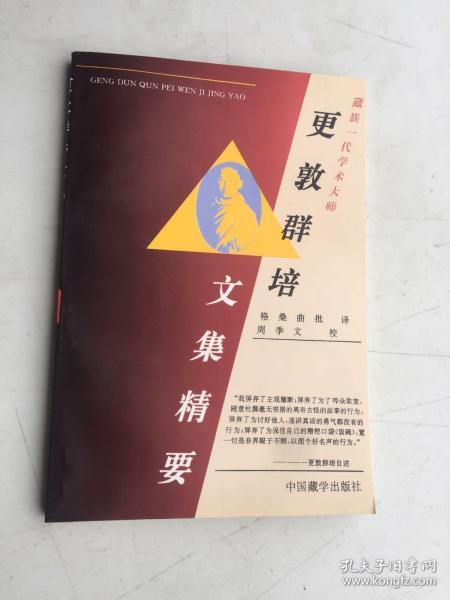 GENG DUN QUN PEI WEN JI JING YAO
藏族一代学术大师
更敦群培
文集精要
格桑曲批 译
周季文 校
“我摒弃了主观臆断；摒弃了为了哗众取宠，
随意杜撰毫无根据的离奇古怪的故事的行为；
摒弃了为讨好他人，连讲真话的勇气都没有的
行为；摒弃了为保住自己的糌粑口袋（饭碗），置
一切是非界限于不顾，以图个好名声的行为。”
————更敦群培自述
中国藏学出版社
孔夫子旧书网
www.kongfz.com